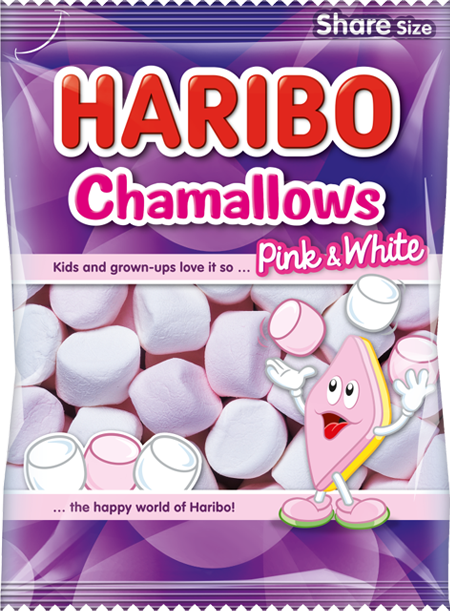 Share Size
HARIBO
Chamallows
Pink & White
Kids and grown-ups love it so ...
... the happy world of Haribo!